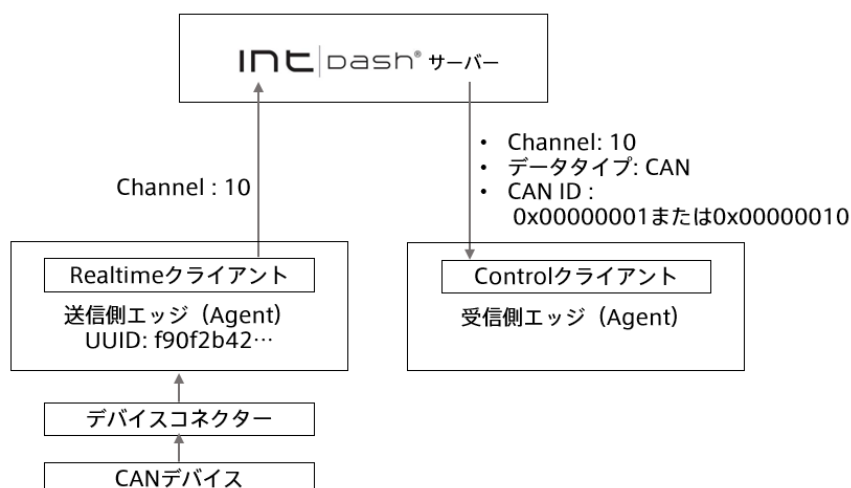 INT|DASH® サーバー
Channel : 10
• Channel: 10
• データタイプ: CAN
• CAN ID :
0x00000001または0x00000010
Realtimeクライアント
送信側エッジ（Agent）
UUID: f90f2b42…
Controlクライアント
受信側エッジ（Agent）
デバイスコネクター
CANデバイス